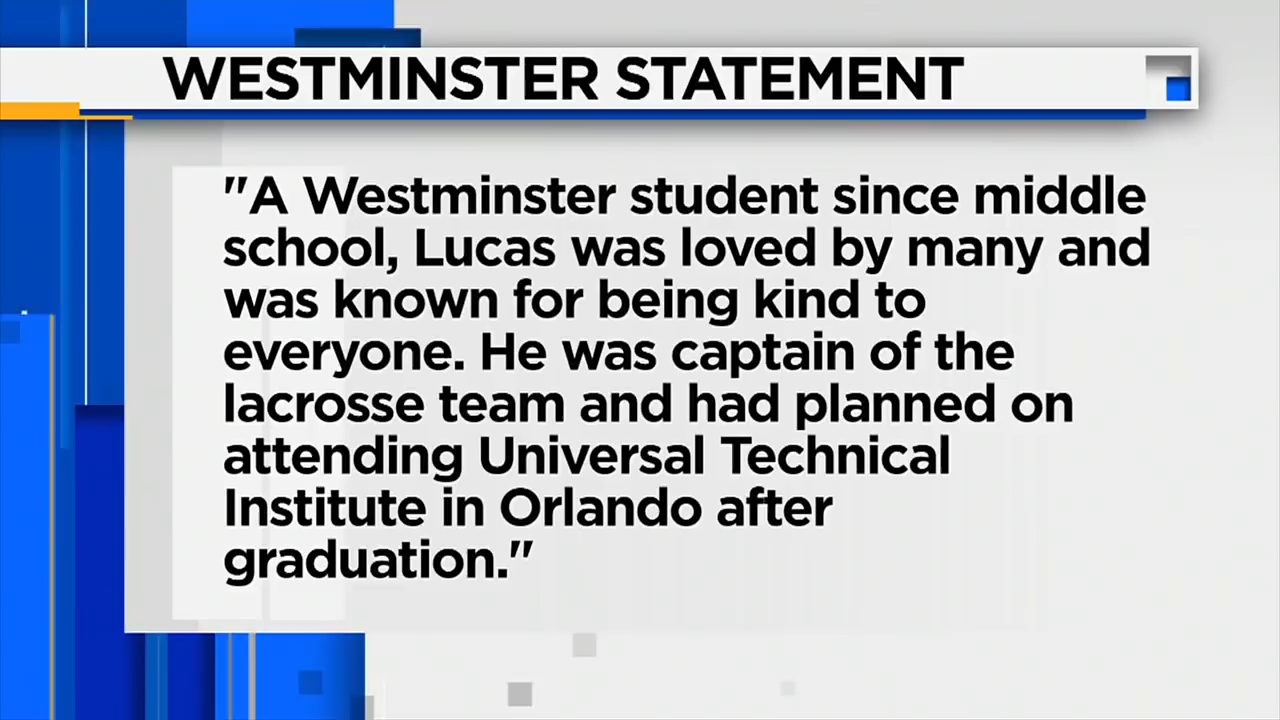 WESTMINSTER STATEMENT
"A Westminster student since middle
school, Lucas was loved by many and
was known for being kind to
everyone. He was captain of the
lacrosse team and had planned on
attending Universal Technical
Institute in Orlando after
graduation."